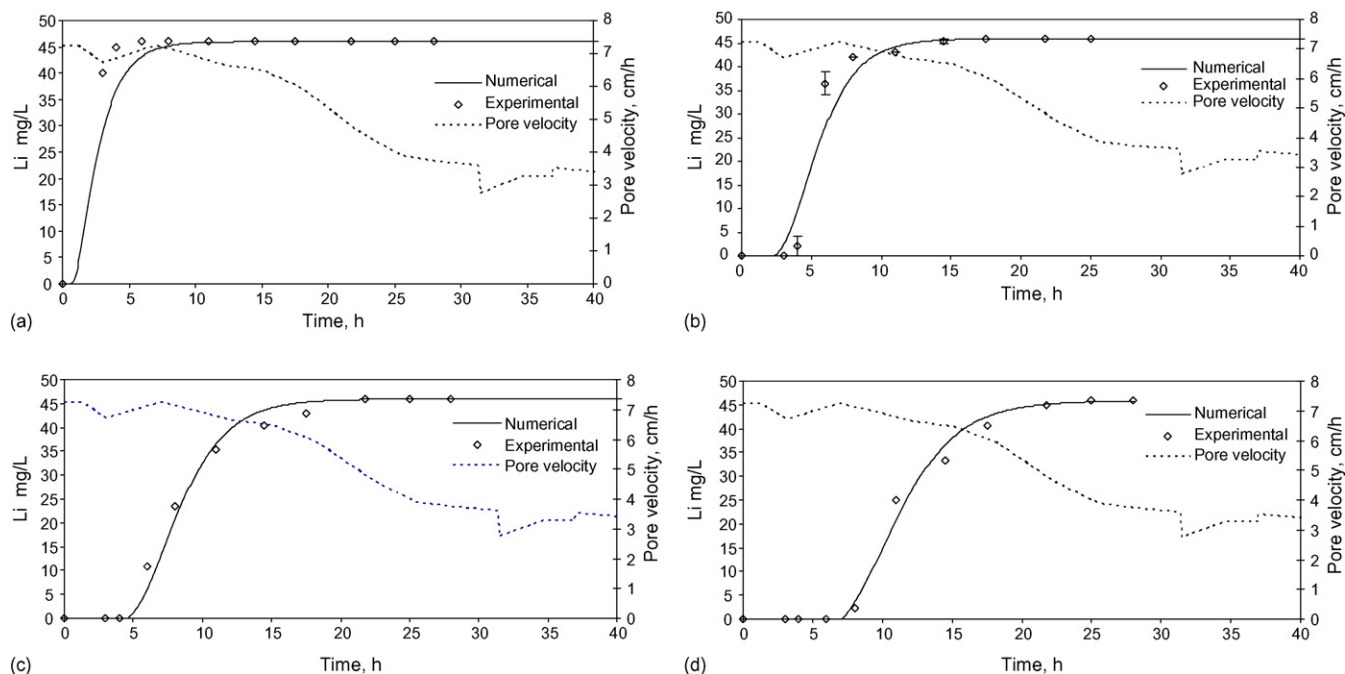 50
45
40
35
30
25
20
15
10
5
0
Li mg/L
Numerical
Experimental
Pore velocity
8
7
6
5
4
3
2
1
0
Pore velocity, cm/h
0 5 10 15 20 25 30 35 40
(a) Time, h
50
45
40
35
30
25
20
15
10
5
0
Li mg/L
Numerical
Experimental
Pore velocity
8
7
6
5
4
3
2
1
0
Pore velocity, cm/h
0 5 10 15 20 25 30 35 40
(b) Time, h
50
45
40
35
30
25
20
15
10
5
0
Li mg/L
Numerical
Experimental
Pore velocity
8
7
6
5
4
3
2
1
0
Pore velocity, cm/h
0 5 10 15 20 25 30 35 40
(c) Time, h
50
45
40
35
30
25
20
15
10
5
0
Li mg/L
Numerical
Experimental
Pore velocity
8
7
6
5
4
3
2
1
0
Pore velocity, cm/h
0 5 10 15 20 25 30 35 40
(d) Time, h